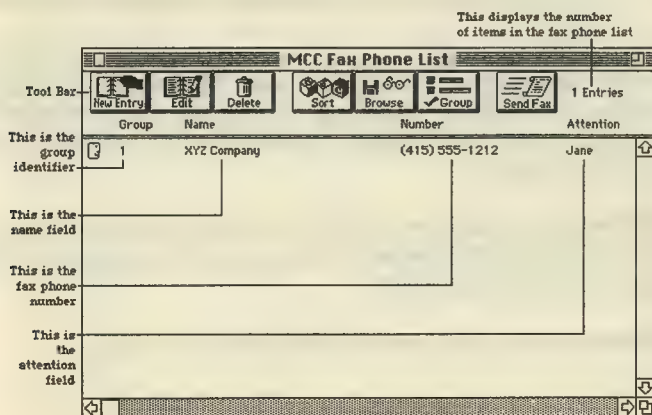 This displays the number
of items in the fax phone list
MCC Fax Phone List
Tool Bar
New Entry
Edit
Delete
Sort
Browse
✓Group
Send Fax
1 Entries
Group
Name
Number
Attention
This is the
group
identifier
1
XYZ Company
(415) 555-1212
Jane
This is the
name field
This is the
fax phone
number
This is
the
attention
field